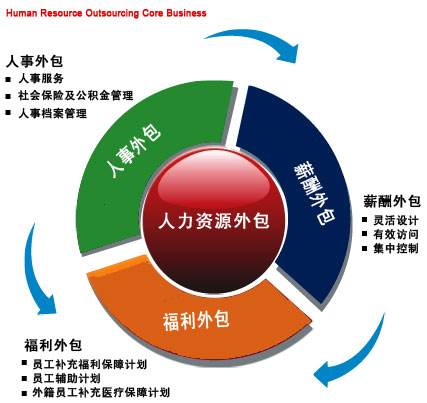 Human Resource Outsourcing Core Business
人事外包
人事服务
社会保险及公积金管理
人事档案管理
人事外包
薪酬外包
人力资源外包
福利外包
薪酬外包
灵活设计
有效访问
集中控制
福利外包
员工补充福利保障计划
员工辅助计划
外籍员工补充医疗保障计划